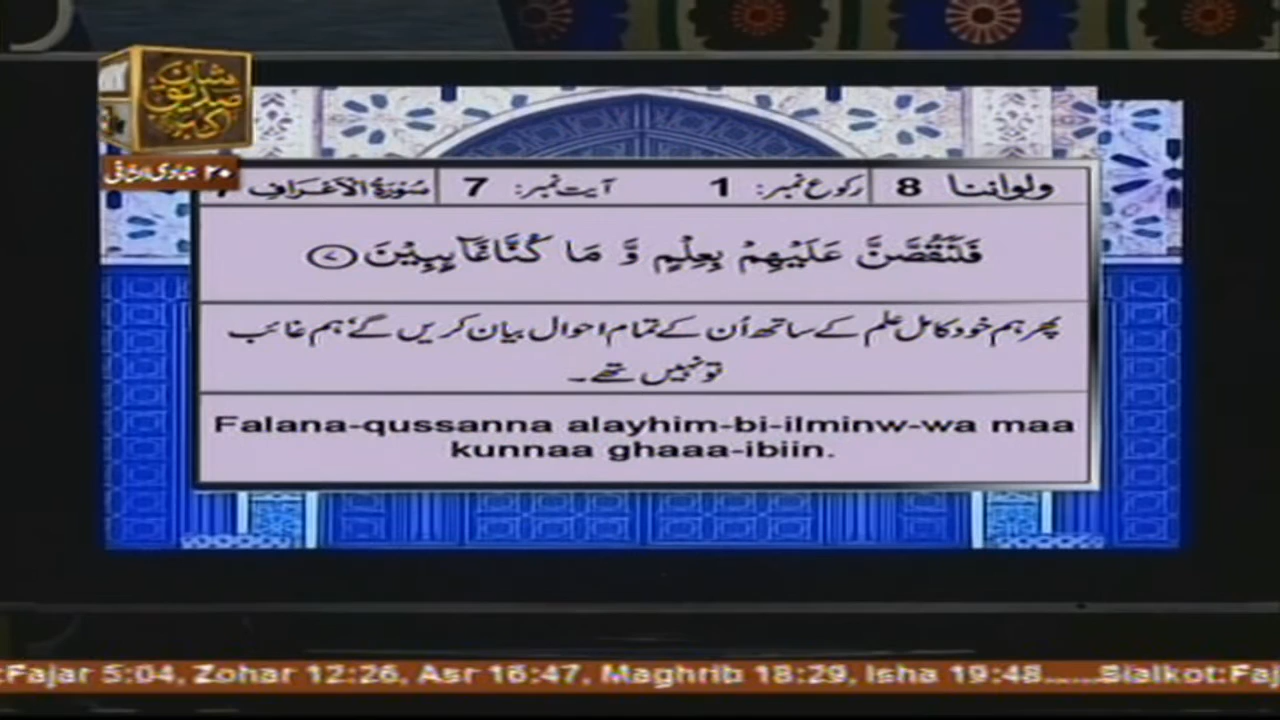 شان
صدیق
اکبر
۲۰ جمادی الثانی
ولواننا 8
رکوع نمبر: 1
آیت نمبر: 7
سُوْرَۃُ الْاَعْرَاف
فَلَنَقُصَّنَّ عَلَیْهِمْ بِعِلْمٍ وَّ مَا كُنَّا غَآىِٕبِیْنَ ﴿۷﴾
پھر ہم خود کامل علم کے ساتھ اُن کے تمام احوال بیان کریں گے، ہم غائب
تو نہیں تھے۔
Falana-qussanna alayhim-bi-ilminw-wa maa
kunnaa ghaaa-ibiin.
:Fajar 5:04, Zohar 12:26, Asr 16:47, Maghrib 18:29, Isha 19:48......Sialkot:Faj